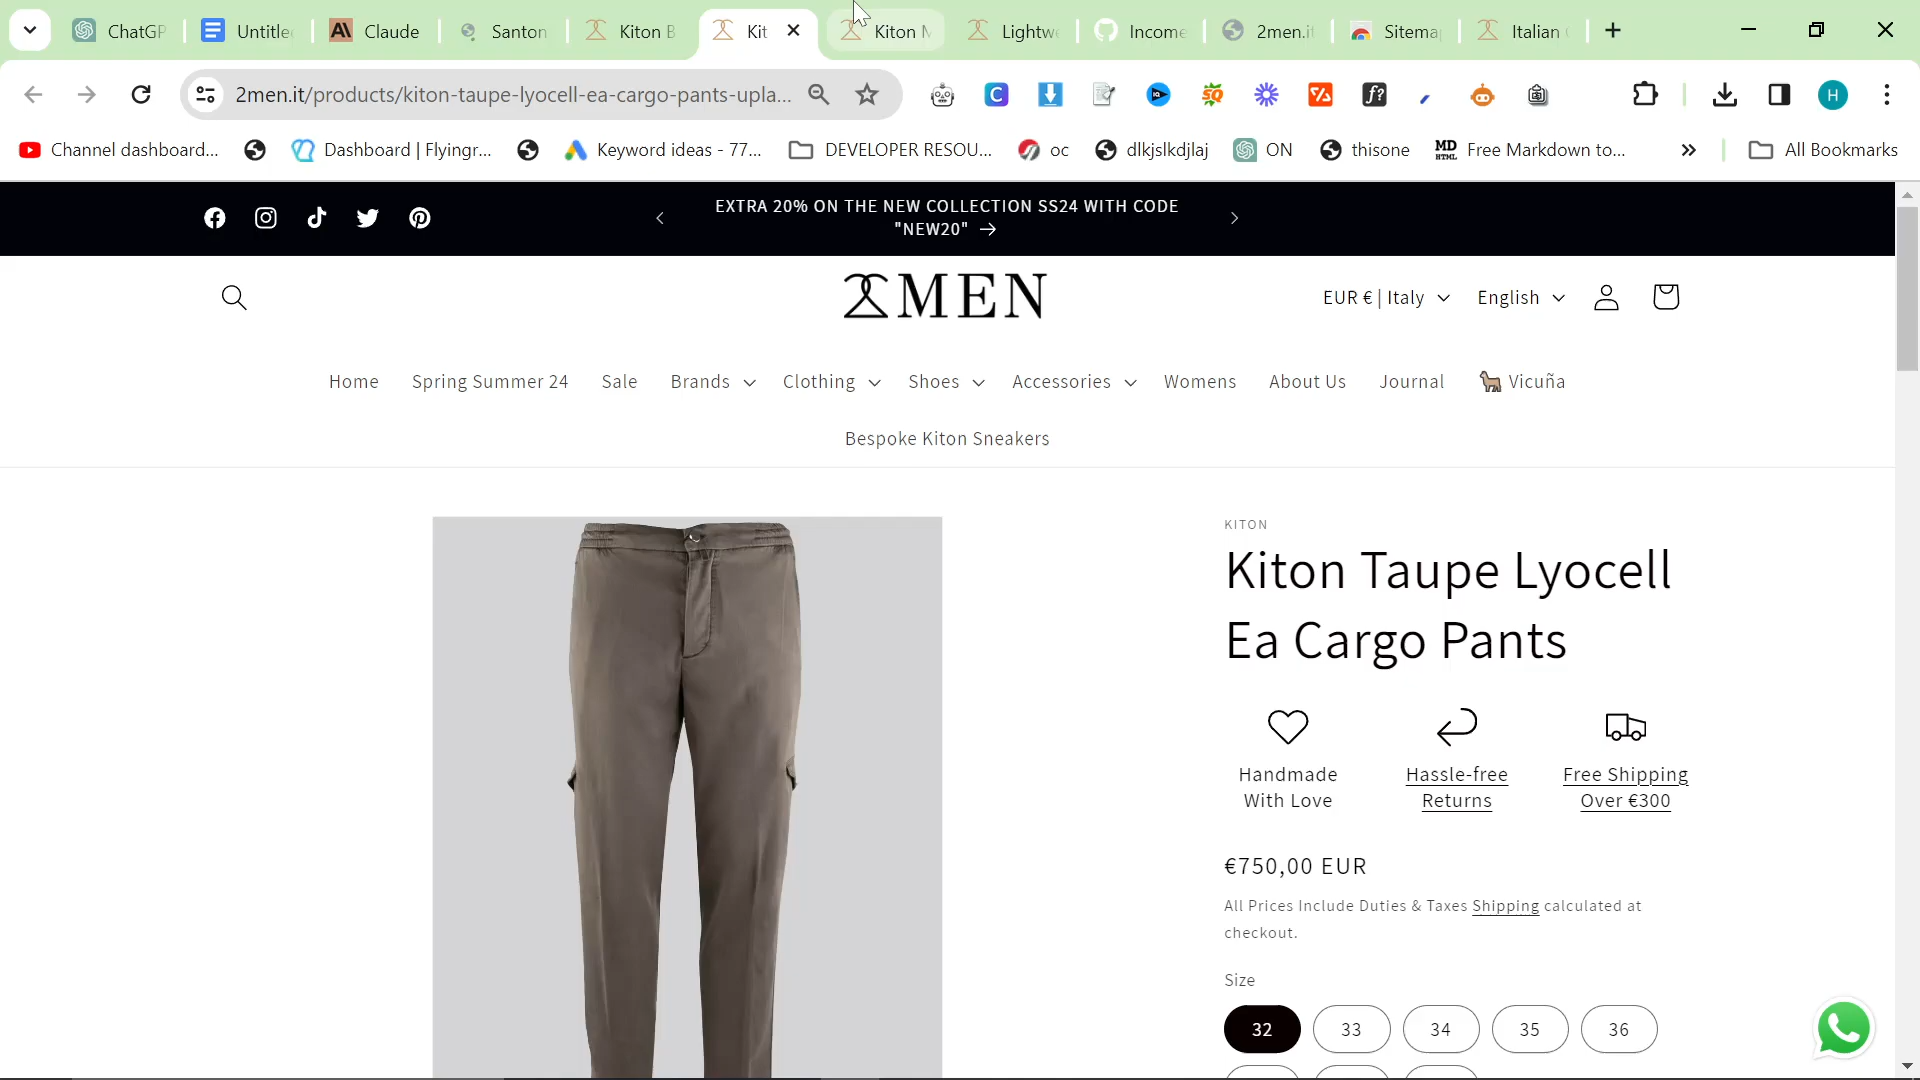 ChatGP
Untitle
Claude
Santon
Kiton B
Kit
Kiton M
Lightwe
Income
2men.it
Sitema
Italian
2men.it/products/kiton-taupe-lyocell-ea-cargo-pants-upla...
H
Channel dashboard...
Dashboard | Flyingr...
Keyword ideas - 77...
DEVELOPER RESOU...
oc
dlkjslkdjlaj
ON
thisone
MD HTML
Free Markdown to...
All Bookmarks
EXTRA 20% ON THE NEW COLLECTION SS24 WITH CODE
"NEW20" →
2MEN
EUR € | Italy
English
Home
Spring Summer 24
Sale
Brands
Clothing
Shoes
Accessories
Womens
About Us
Journal
Vicuña
Bespoke Kiton Sneakers
KITON
Kiton Taupe Lyocell
Ea Cargo Pants
Handmade
With Love
Hassle-free
Returns
Free Shipping
Over €300
€750,00 EUR
All Prices Include Duties & Taxes Shipping calculated at
checkout.
Size
32 33 34 35 36